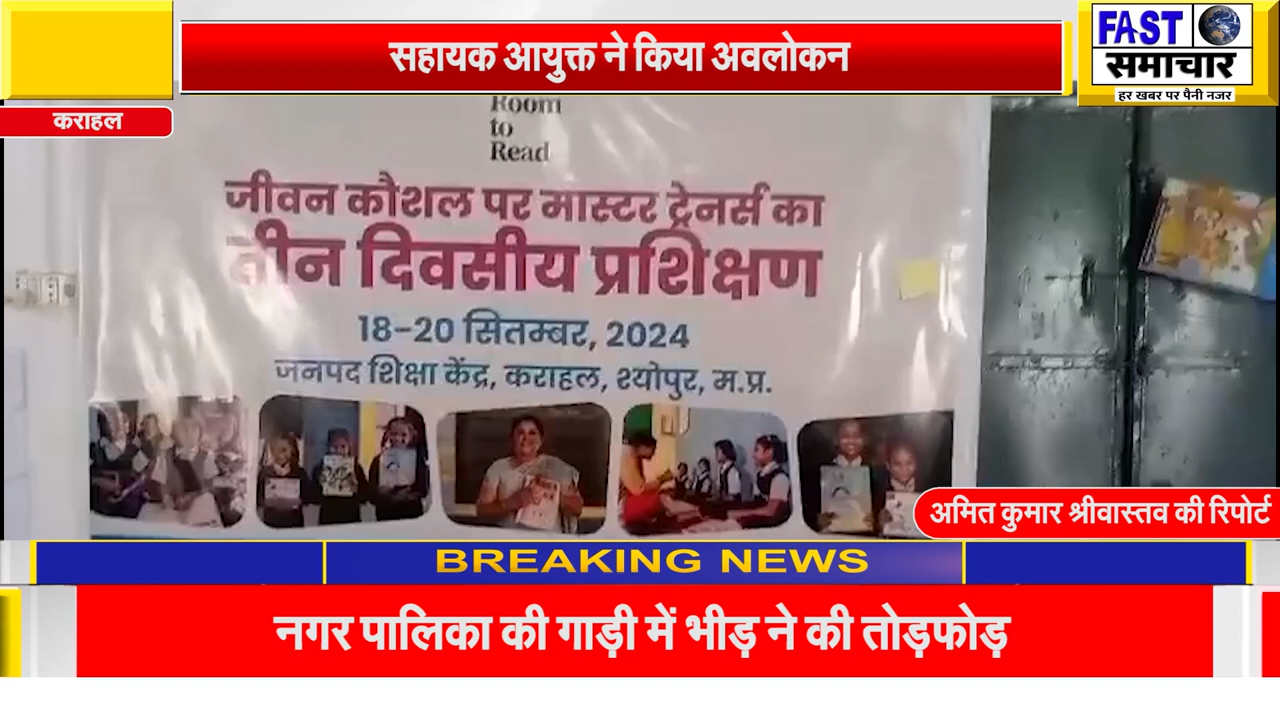 सहायक आयुक्त ने किया अवलोकन
FAST
समाचार
हर खबर पर पैनी नजर
कराहल
Room
to
Read
जीवन कौशल पर मास्टर ट्रेनर्स का
तीन दिवसीय प्रशिक्षण
18-20 सितम्बर, 2024
जनपद शिक्षा केंद्र, कराहल, श्योपुर, म.प्र.
अमित कुमार श्रीवास्तव की रिपोर्ट
BREAKING NEWS
नगर पालिका की गाड़ी में भीड़ ने की तोड़फोड़